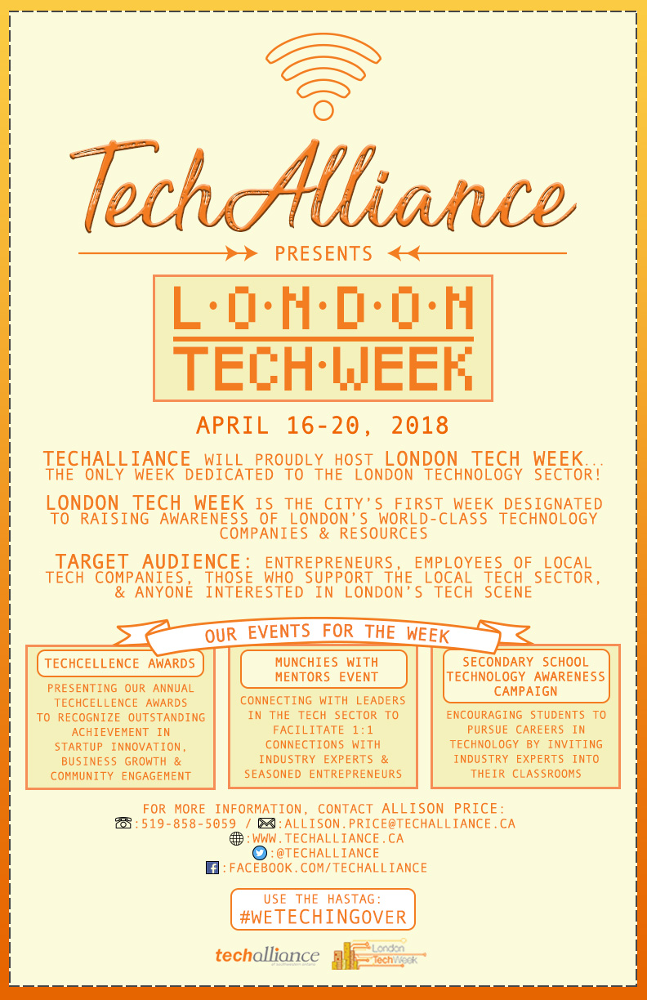 TechAlliance
PRESENTS
L·O·N·D·O·N
TECH·WEEK
APRIL 16-20, 2018
TECHALLIANCE WILL PROUDLY HOST LONDON TECH WEEK...
THE ONLY WEEK DEDICATED TO THE LONDON TECHNOLOGY SECTOR!
LONDON TECH WEEK IS THE CITY'S FIRST WEEK DESIGNATED
TO RAISING AWARENESS OF LONDON'S WORLD-CLASS TECHNOLOGY
COMPANIES & RESOURCES
TARGET AUDIENCE: ENTREPRENEURS, EMPLOYEES OF LOCAL
TECH COMPANIES, THOSE WHO SUPPORT THE LOCAL TECH SECTOR,
& ANYONE INTERESTED IN LONDON'S TECH SCENE
OUR EVENTS FOR THE WEEK
TECHCELLENCE AWARDS
PRESENTING OUR ANNUAL
TECHCELLENCE AWARDS
TO RECOGNIZE OUTSTANDING
ACHIEVEMENT IN
STARTUP INNOVATION,
BUSINESS GROWTH &
COMMUNITY ENGAGEMENT
MUNCHIES WITH
MENTORS EVENT
CONNECTING WITH LEADERS
IN THE TECH SECTOR TO
FACILITATE 1:1
CONNECTIONS WITH
INDUSTRY EXPERTS &
SEASONED ENTREPRENEURS
SECONDARY SCHOOL
TECHNOLOGY AWARENESS
CAMPAIGN
ENCOURAGING STUDENTS TO
PURSUE CAREERS IN
TECHNOLOGY BY INVITING
INDUSTRY EXPERTS INTO
THEIR CLASSROOMS
FOR MORE INFORMATION, CONTACT ALLISON PRICE:
:519-858-5059 / :ALLISON.PRICE@TECHALLIANCE.CA
:WWW.TECHALLIANCE.CA
:@TECHALLIANCE
:FACEBOOK.COM/TECHALLIANCE
USE THE HASTAG:
#WETECHINGOVER
techalliance
of southwestern ontario
London
TechWeek